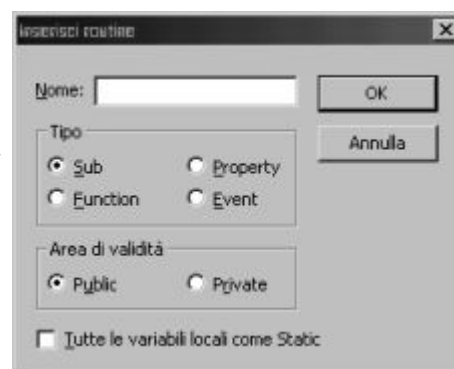 Inserisci routine
Nome:
OK
Annulla
Tipo
Sub
Property
Function
Event
Area di validità
Public
Private
Tutte le variabili locali come Static